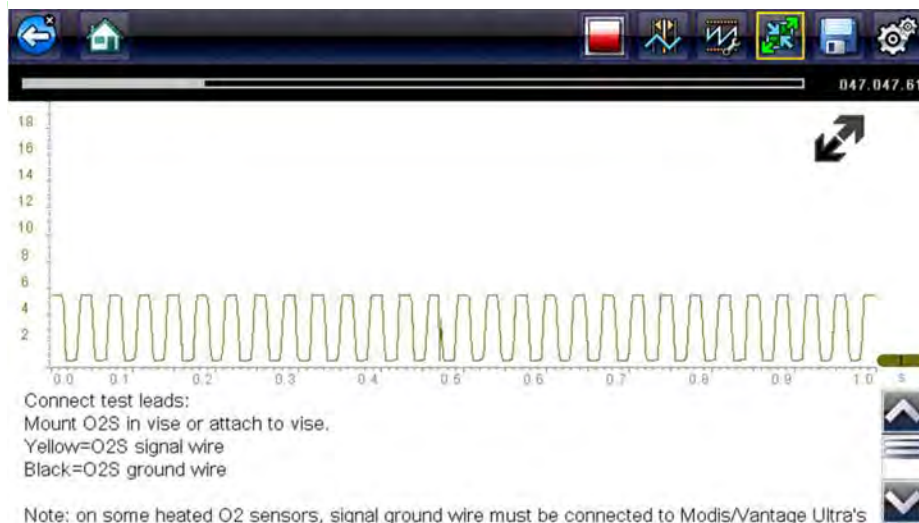 047.047.61
18
16
14
12
10
8
6
4
2
0.0 0.1 0.2 0.3 0.4 0.5 0.6 0.7 0.8 0.9 1.0 s
1
Connect test leads:
Mount O2S in vise or attach to vise.
Yellow=O2S signal wire
Black=O2S ground wire
Note: on some heated O2 sensors, signal ground wire must be connected to Modis/Vantage Ultra's